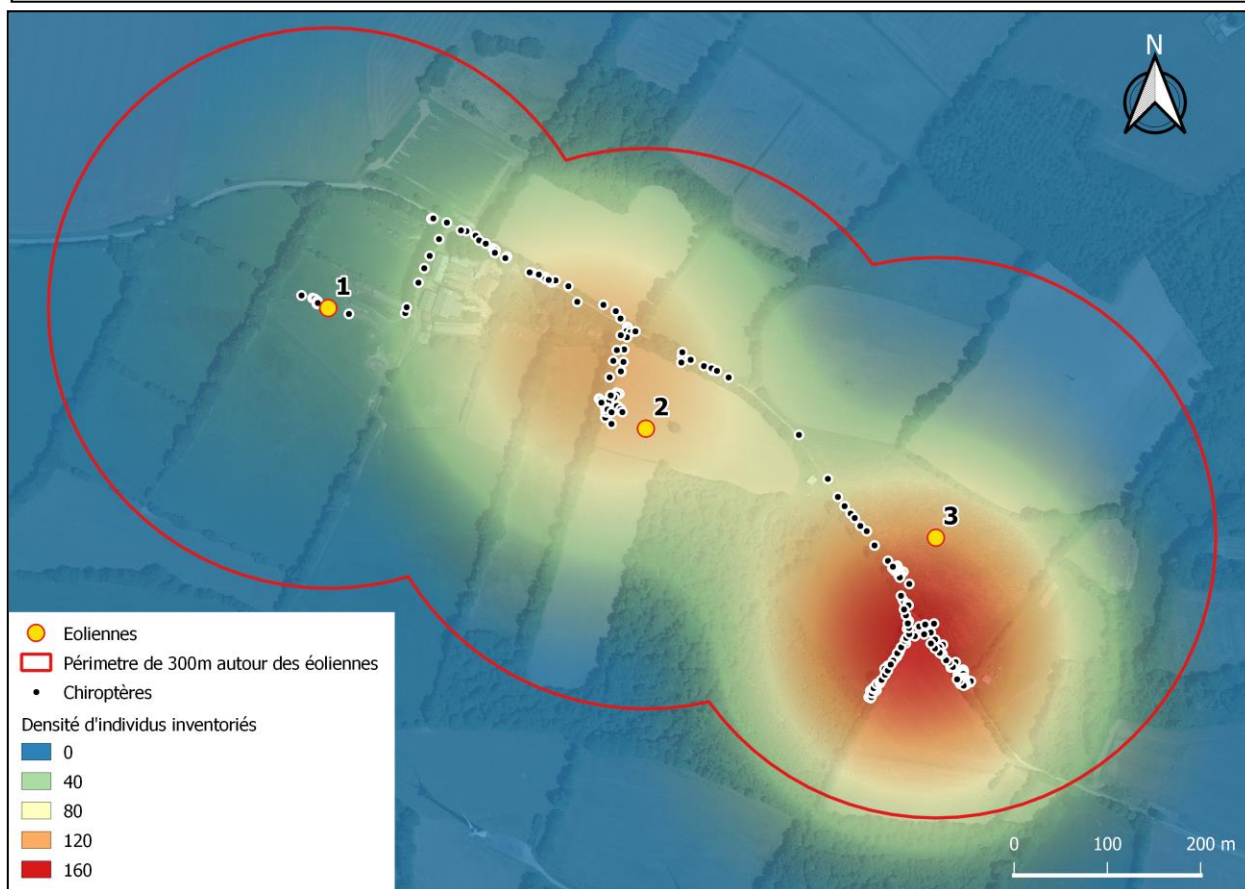 N
1
2
3
Eoliennes
Périmetre de 300m autour des éoliennes
Chiroptères
Densité d'individus inventoriés
0
40
80
120
160
0 100 200 m